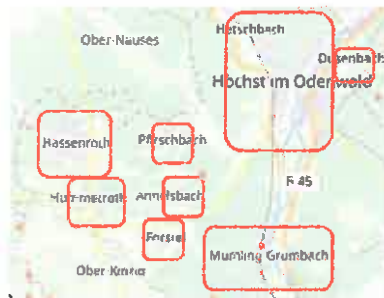 Hetschbach
Ober-Nauses
Dusenbach
Höchst im Odenwald
Hassenroth
Pfirschbach
B 45
Hummetroth
Annelsbach
Forstel
Mümling-Grumbach
Ober-Kinzig